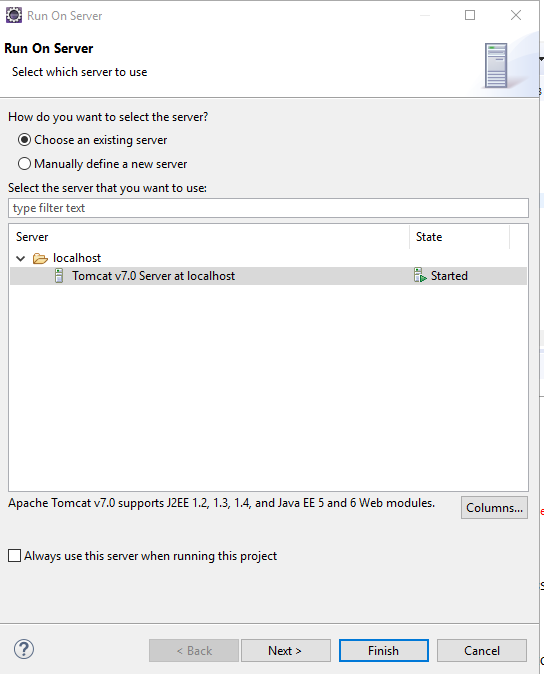 Run On Server
Run On Server
Select which server to use
How do you want to select the server?
Choose an existing server
Manually define a new server
Select the server that you want to use:
type filter text
Server State
localhost
Tomcat v7.0 Server at localhost Started
Apache Tomcat v7.0 supports J2EE 1.2, 1.3, 1.4, and Java EE 5 and 6 Web modules.
Columns...
Always use this server when running this project
? < Back Next > Finish Cancel